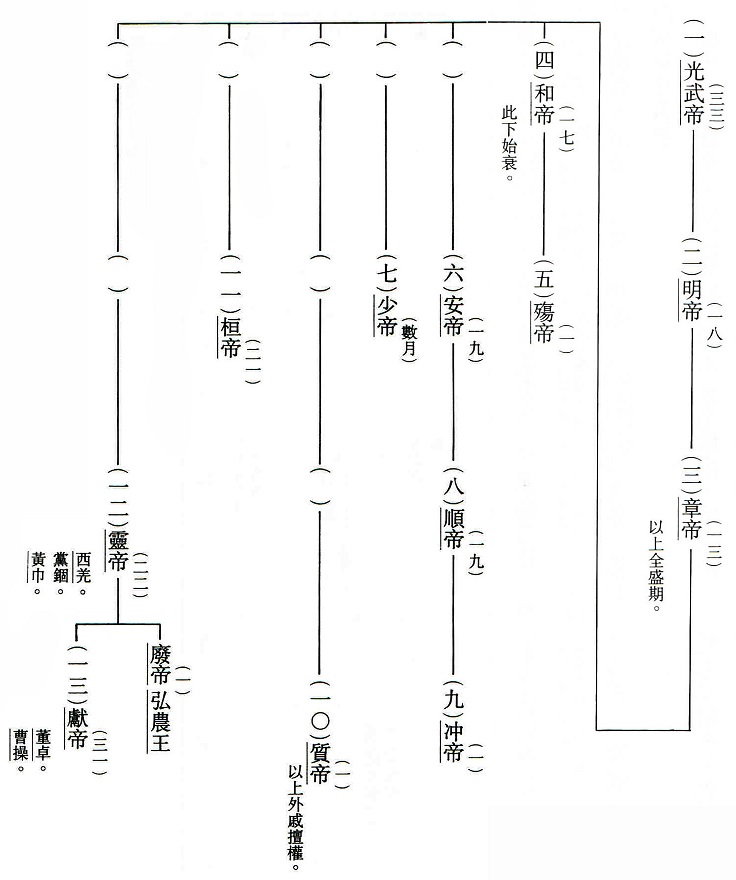 （一）光武帝（三三）
（二）明帝（一八）
（三）章帝（一三）
以上全盛期。
（四）和帝（一七）
此下始衰。
（五）殤帝（一）
（　）
（六）安帝（一九）
（八）順帝（一九）
（九）冲帝（一）
（　）
（七）少帝（數月）
（　）
（　）
（　）
（一〇）質帝（一）
以上外戚擅權。
（　）
（一一）桓帝（二一）
（　）
（　）
（一二）靈帝（二二）
西羌。
黨錮。
黃巾。
廢帝弘農王（一）
（一三）獻帝（三一）
董卓。
曹操。